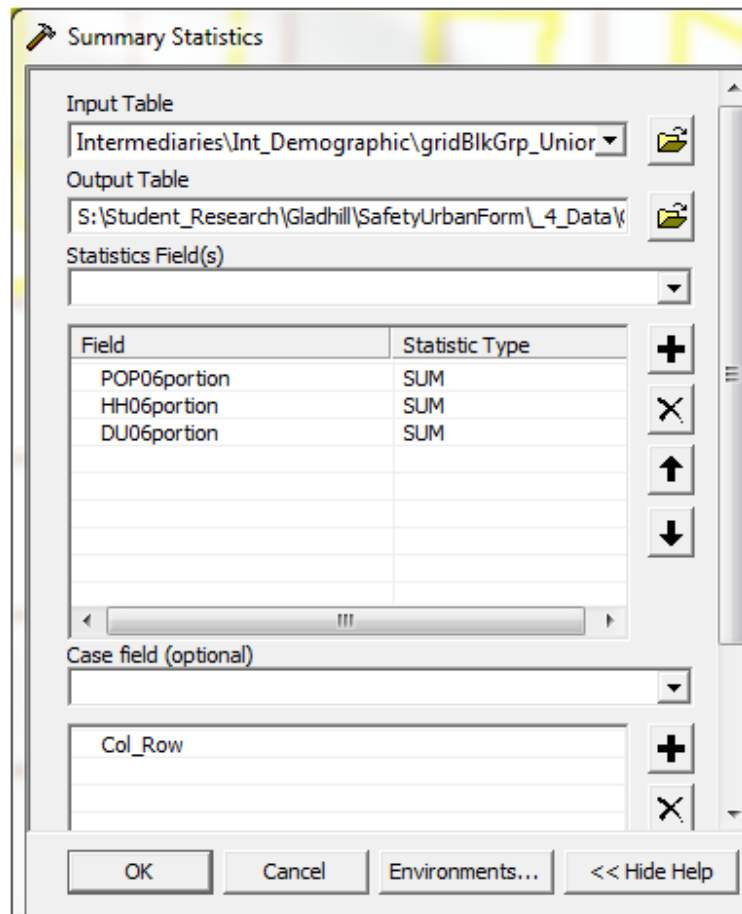 Summary Statistics
Input Table
Intermediaries\Int_Demographic\gridBlkGrp_Union
Output Table
S:\Student_Research\Gladhill\SafetyUrbanForm\_4_Data\
Statistics Field(s)
Field Statistic Type
POP06portion SUM
HH06portion SUM
DU06portion SUM
Case field (optional)
Col_Row
OK Cancel Environments... << Hide Help